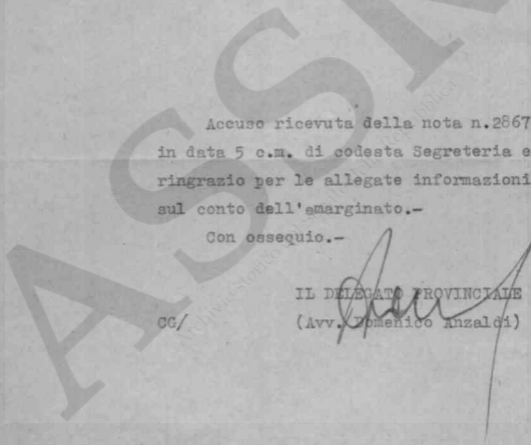 Accuso ricevuta della nota n.2867
in data 5 c.m. di codesta Segreteria e
ringrazio per le allegate informazioni
sul conto dell'emarginato.-
Con ossequio.-
IL DELEGATO PROVINCIALE
CG/ (Avv. Domenico Anzaldi)
ASSR